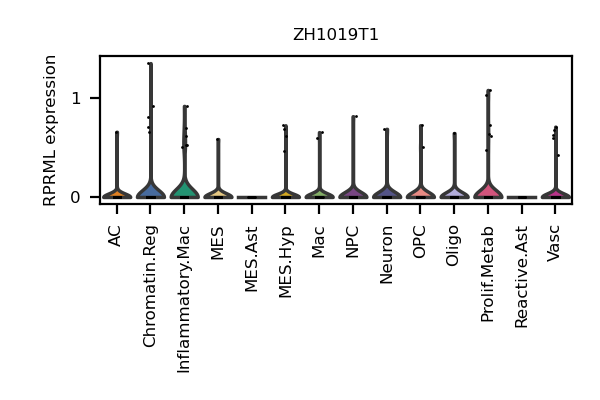 ZH1019T1
RPRML expression
1
0
AC
Chromatin.Reg
Inflammatory.Mac
MES
MES.Ast
MES.Hyp
Mac
NPC
Neuron
OPC
Oligo
Prolif.Metab
Reactive.Ast
Vasc